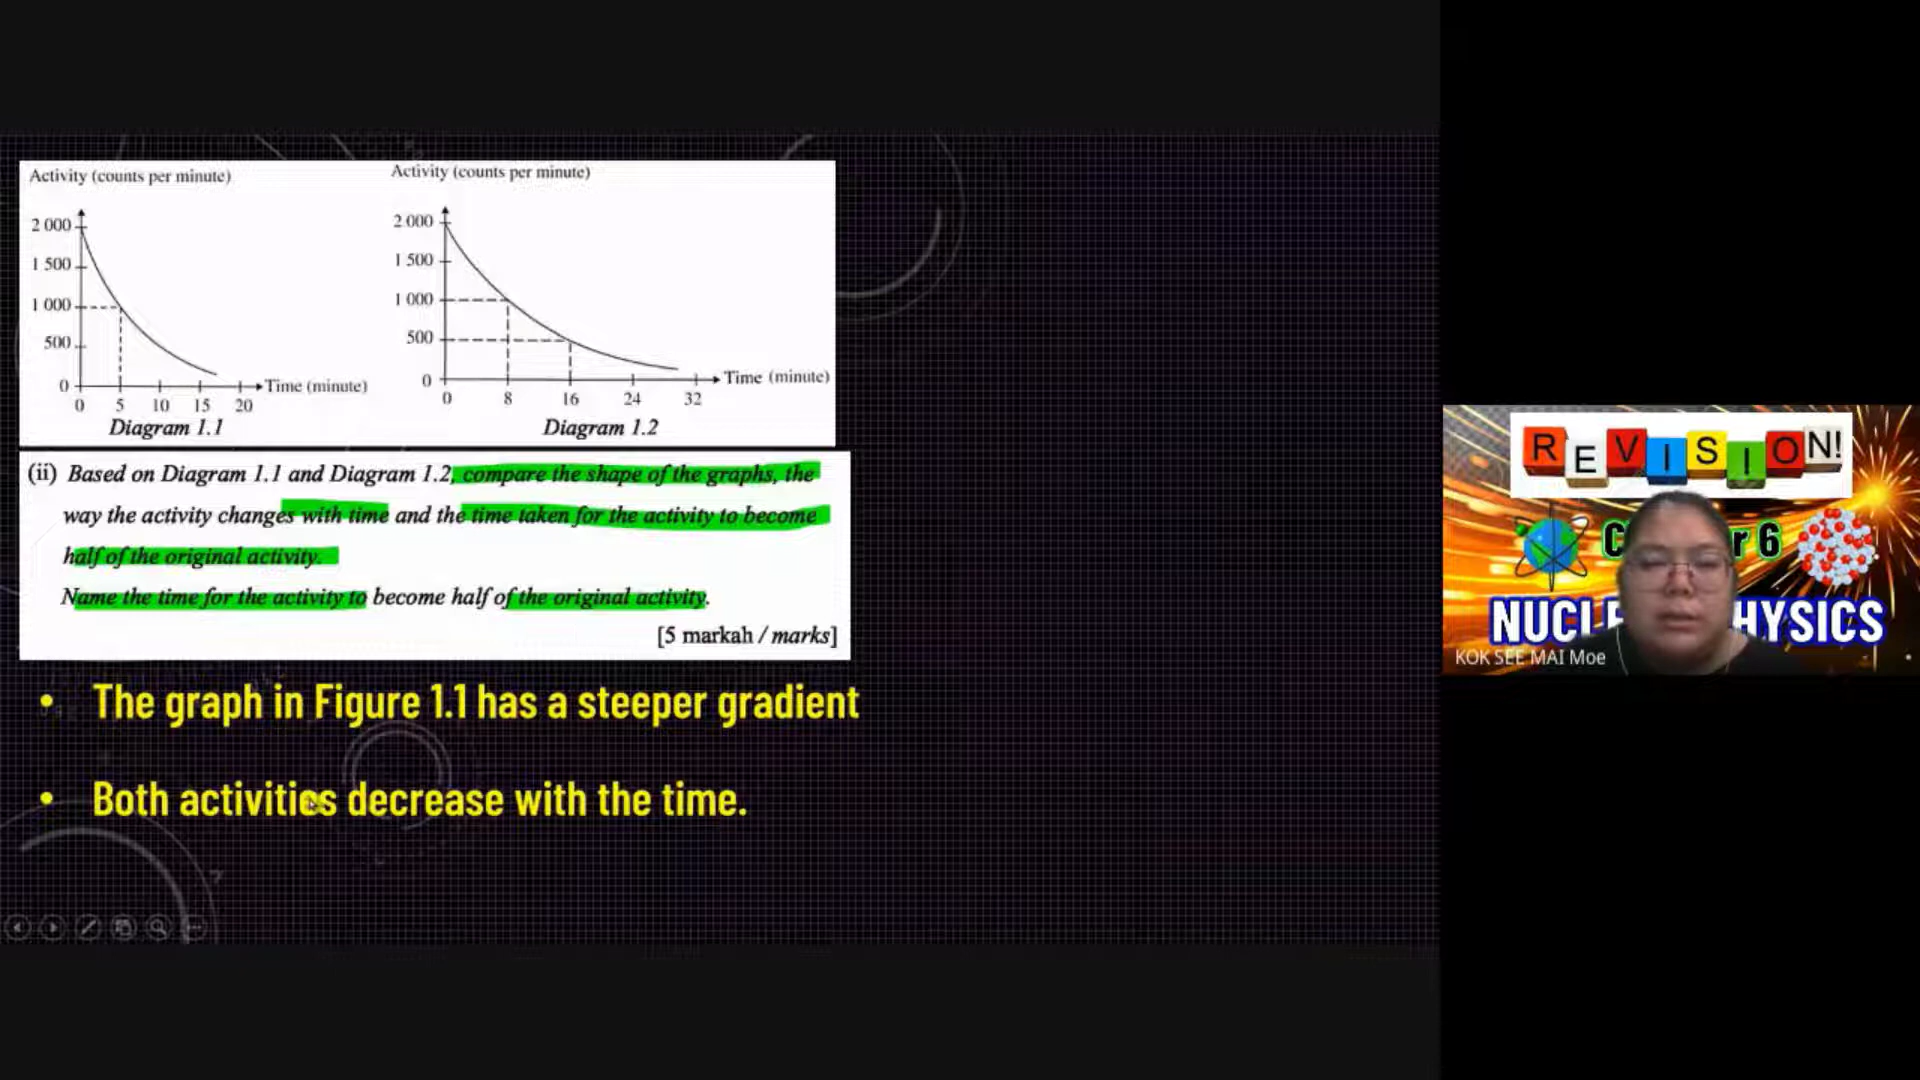 Activity (counts per minute)
2 000
1 500
1 000
500
0
0 5 10 15 20
Time (minute)
Diagram 1.1
Activity (counts per minute)
2 000
1 500
1 000
500
0
0 8 16 24 32
Time (minute)
Diagram 1.2
(ii) Based on Diagram 1.1 and Diagram 1.2, compare the shape of the graphs, the
way the activity changes with time and the time taken for the activity to become
half of the original activity.
Name the time for the activity to become half of the original activity.
[5 markah / marks]
• The graph in Figure 1.1 has a steeper gradient
• Both activities decrease with the time.
REVISION!
C r 6
NUCLE HYSICS
KOK SEE MAI Moe